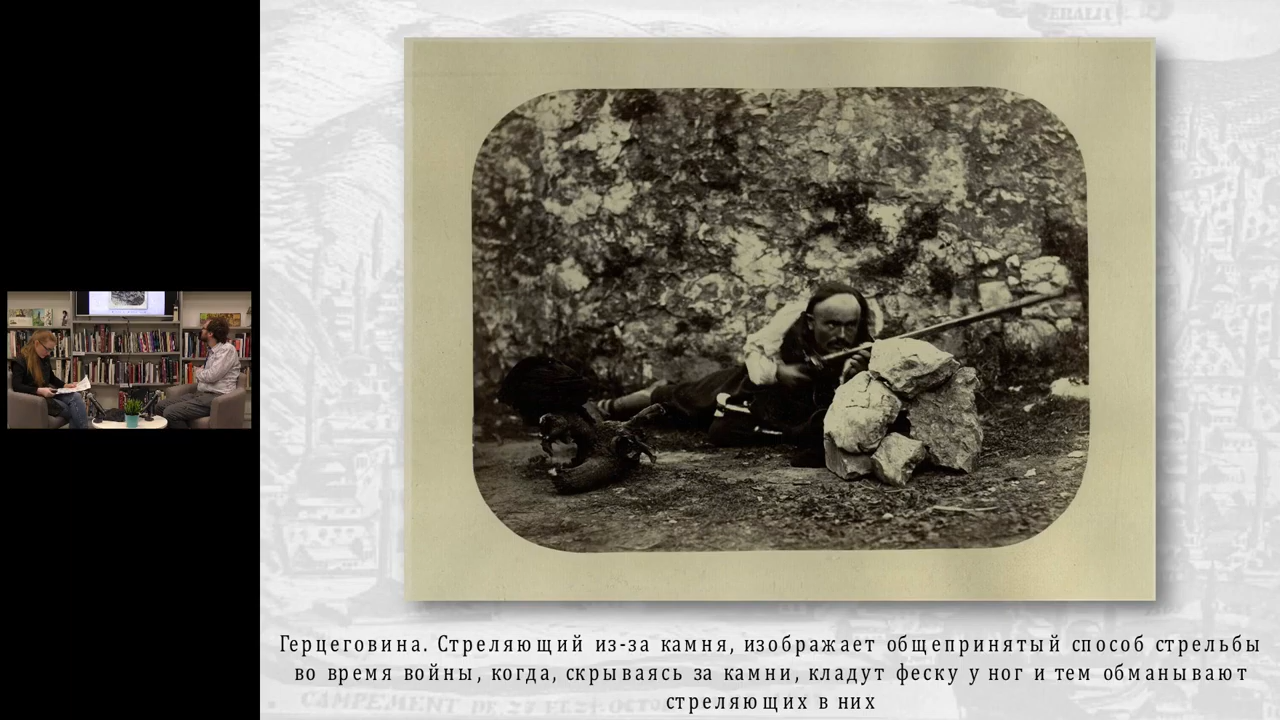 Герцеговина. Стреляющий из-за камня, изображает общепринятый способ стрельбы
во время войны, когда, скрываясь за камни, кладут феску у ног и тем обманывают
стреляющих в них